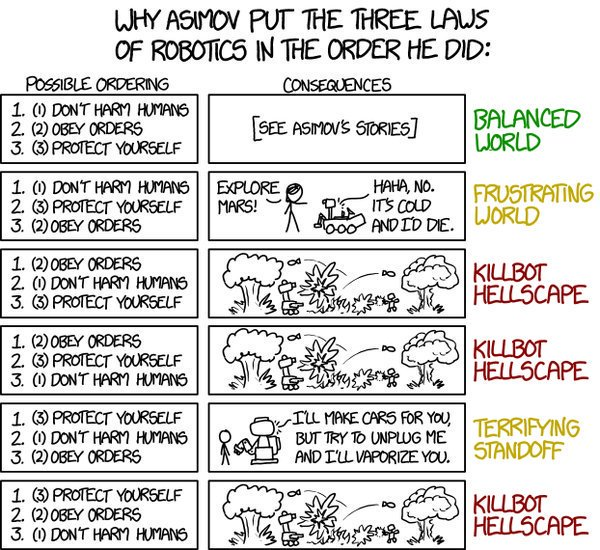 WHY ASIMOV PUT THE THREE LAWS
OF ROBOTICS IN THE ORDER HE DID:
POSSIBLE ORDERING
CONSEQUENCES
1. (1) DON'T HARM HUMANS
2. (2) OBEY ORDERS
3. (3) PROTECT YOURSELF
[SEE ASIMOV'S STORIES]
BALANCED
WORLD
1. (1) DON'T HARM HUMANS
2. (3) PROTECT YOURSELF
3. (2) OBEY ORDERS
EXPLORE
MARS!
HAHA, NO.
IT'S COLD
AND I'D DIE.
FRUSTRATING
WORLD
1. (2) OBEY ORDERS
2. (1) DON'T HARM HUMANS
3. (3) PROTECT YOURSELF
KILLBOT
HELLSCAPE
1. (2) OBEY ORDERS
2. (3) PROTECT YOURSELF
3. (1) DON'T HARM HUMANS
KILLBOT
HELLSCAPE
1. (3) PROTECT YOURSELF
2. (1) DON'T HARM HUMANS
3. (2) OBEY ORDERS
I'LL MAKE CARS FOR YOU,
BUT TRY TO UNPLUG ME
AND I'LL VAPORIZE YOU.
TERRIFYING
STANDOFF
1. (3) PROTECT YOURSELF
2. (2) OBEY ORDERS
3. (1) DON'T HARM HUMANS
KILLBOT
HELLSCAPE